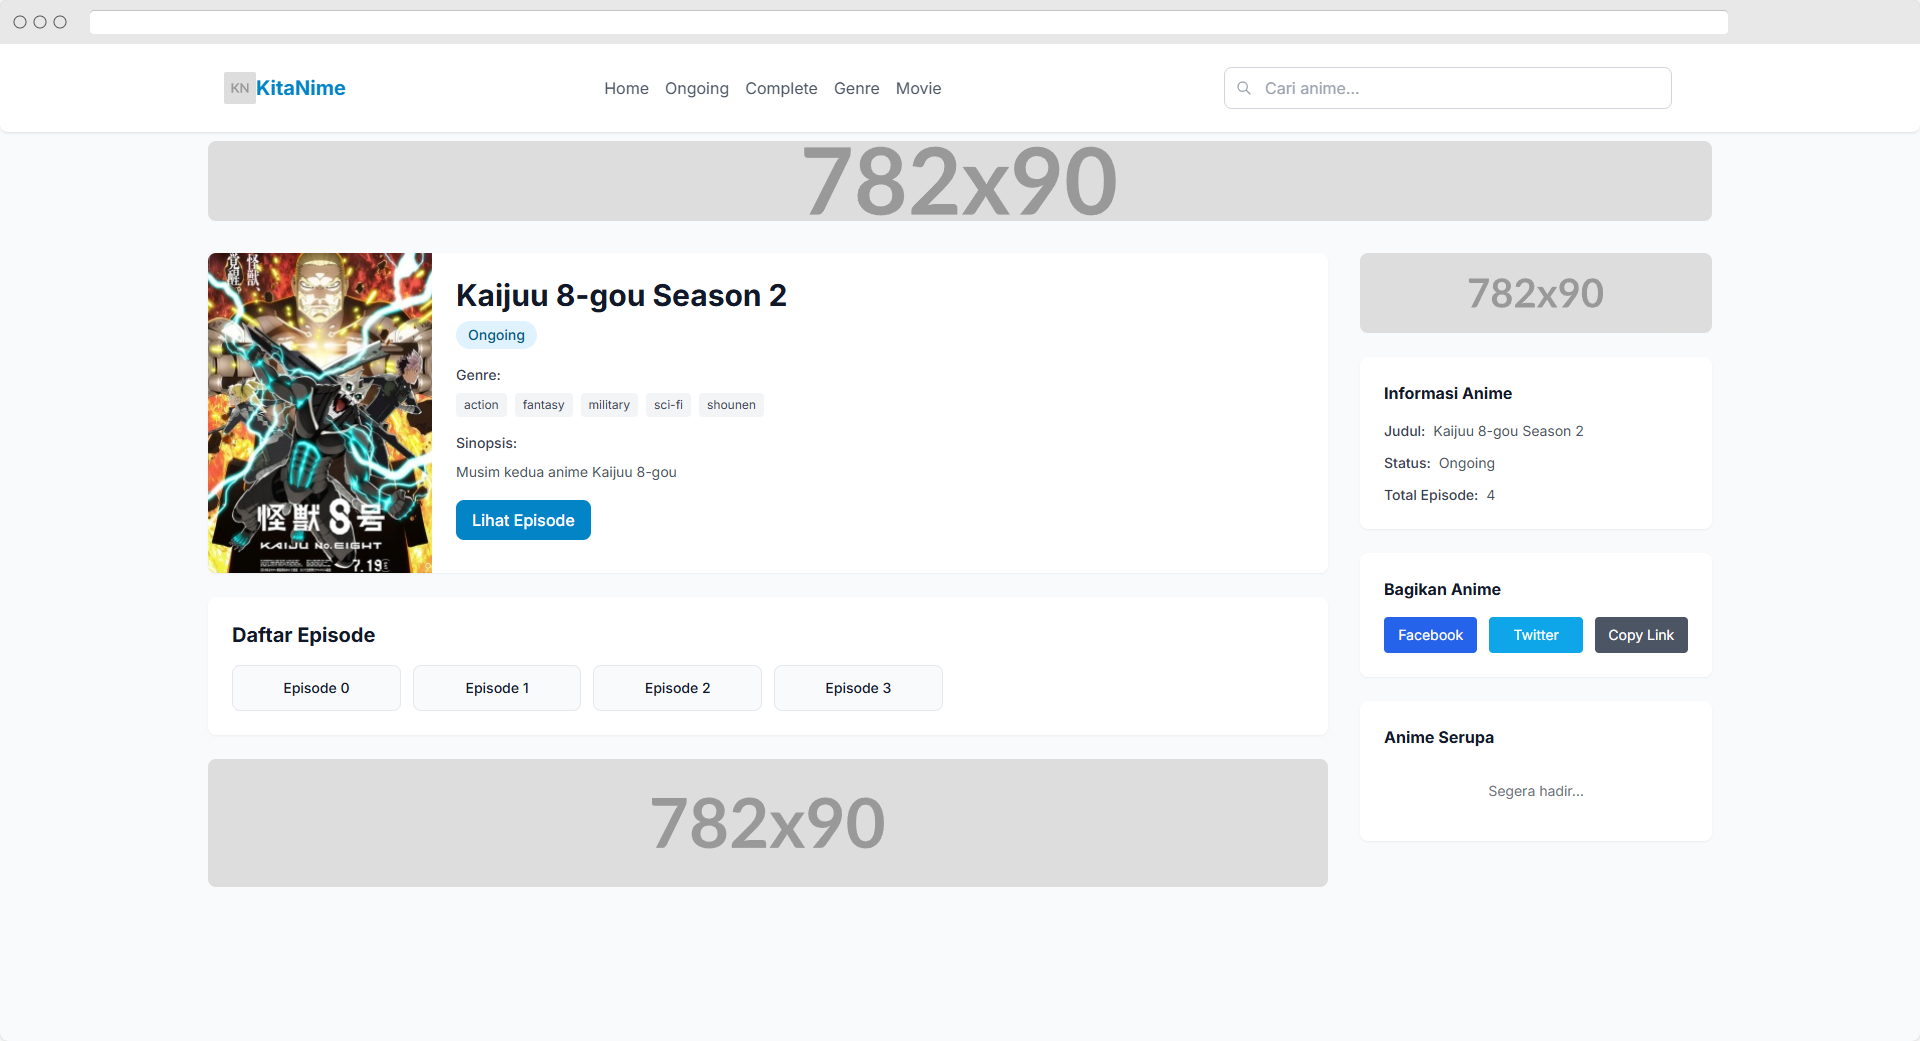 KN KitaNime
Home Ongoing Complete Genre Movie
Cari anime...
782x90
覚醒。 怪獣、
怪獣8号
KAIJU No. EIGHT
7.19
Kaijuu 8-gou Season 2
Ongoing
Genre:
action fantasy military sci-fi shounen
Sinopsis:
Musim kedua anime Kaijuu 8-gou
Lihat Episode
Daftar Episode
Episode 0 Episode 1 Episode 2 Episode 3
782x90
782x90
Informasi Anime
Judul: Kaijuu 8-gou Season 2
Status: Ongoing
Total Episode: 4
Bagikan Anime
Facebook Twitter Copy Link
Anime Serupa
Segera hadir...